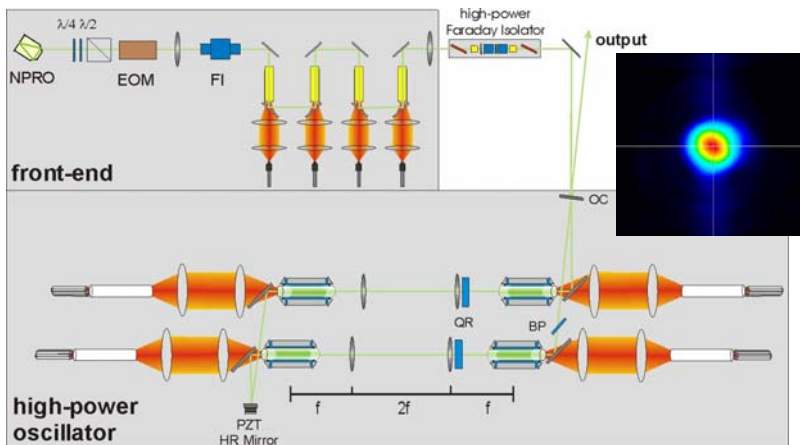 high-power
Faraday Isolator
λ/4 λ/2
output
NPRO
EOM
FI
front-end
OC
QR
BP
f
2f
f
PZT
HR Mirror
high-power
oscillator